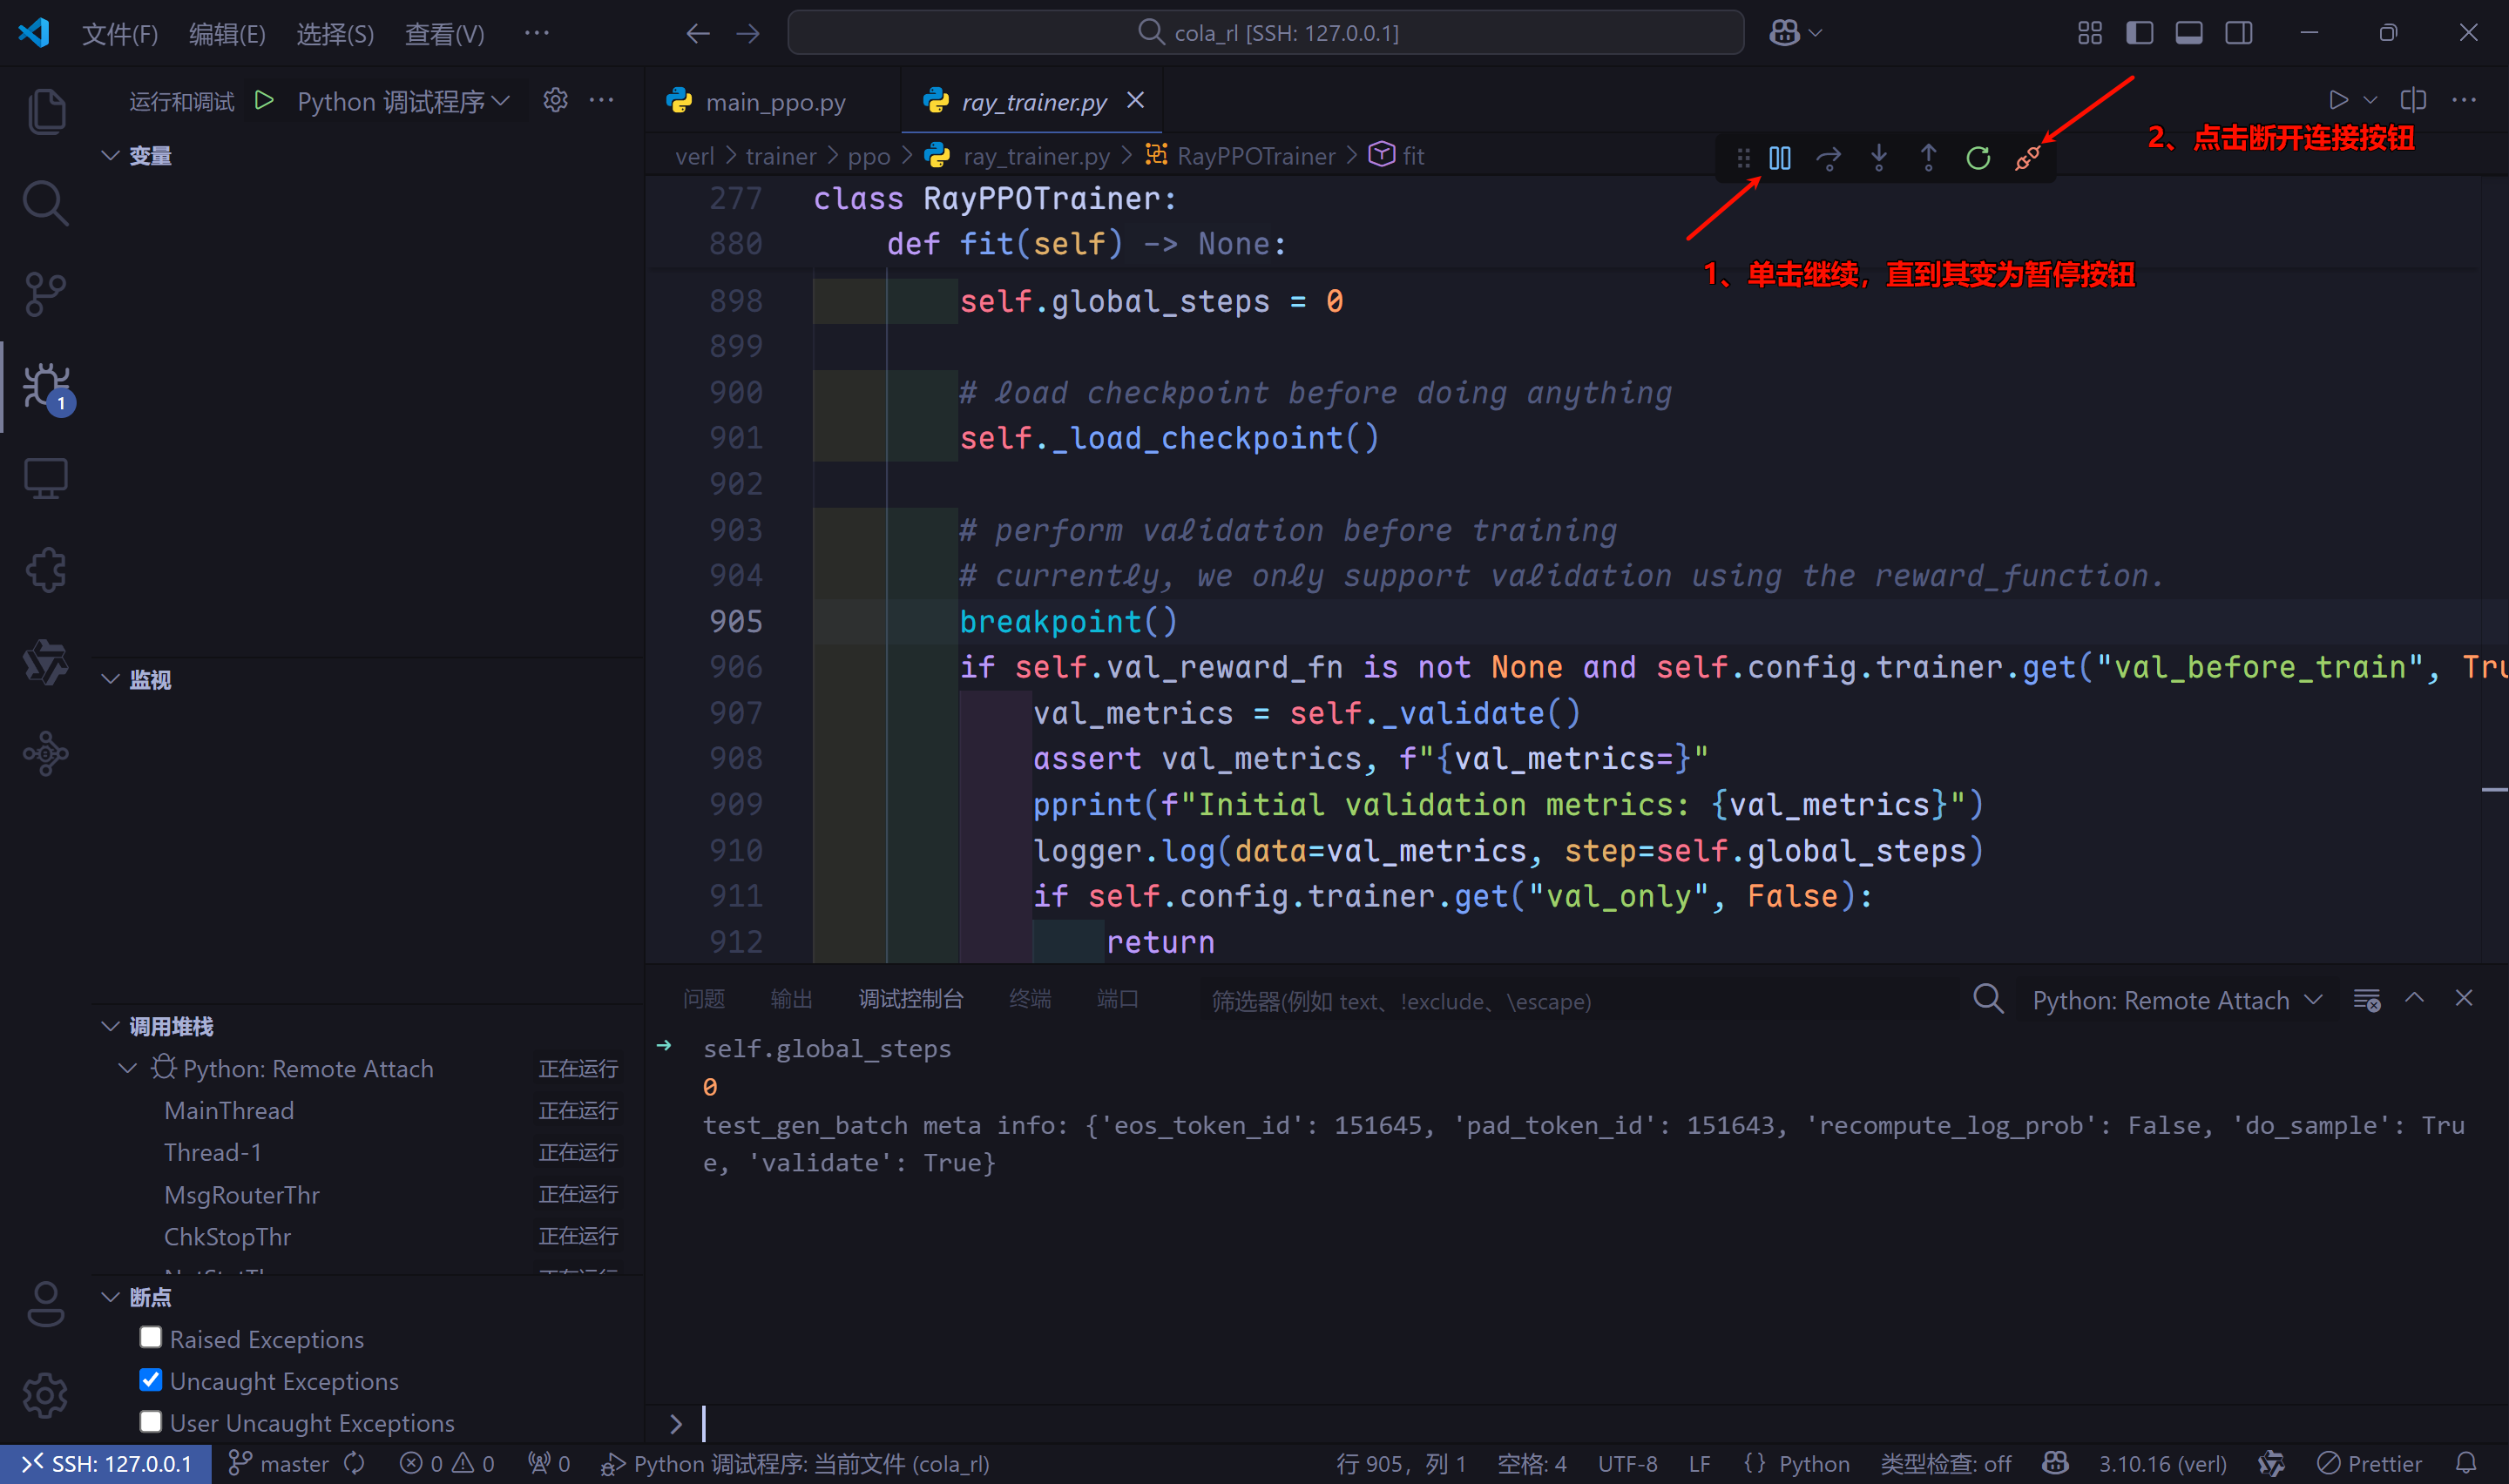 文件(F) 编辑(E) 选择(S) 查看(V) ··· cola_rl [SSH: 127.0.0.1]
运行和调试 Python 调试程序 ···
main_ppo.py ray_trainer.py
verl > trainer > ppo > ray_trainer.py > RayPPOTrainer > fit
2、点击断开连接按钮
1、单击继续，直到其变为暂停按钮
变量
监视
调用堆栈
Python: Remote Attach 正在运行
MainThread 正在运行
Thread-1 正在运行
MsgRouterThr 正在运行
ChkStopThr 正在运行
断点
Raised Exceptions
Uncaught Exceptions
User Uncaught Exceptions
1
277 class RayPPOTrainer:
880 def fit(self) -> None:
898 self.global_steps = 0
899
900 # load checkpoint before doing anything
901 self._load_checkpoint()
902
903 # perform validation before training
904 # currently, we only support validation using the reward_function.
905 breakpoint()
906 if self.val_reward_fn is not None and self.config.trainer.get("val_before_train", Tru
907 val_metrics = self._validate()
908 assert val_metrics, f"{val_metrics=}"
909 pprint(f"Initial validation metrics: {val_metrics}")
910 logger.log(data=val_metrics, step=self.global_steps)
911 if self.config.trainer.get("val_only", False):
912 return
问题 输出 调试控制台 终端 端口 筛选器(例如 text、!exclude、\escape) Python: Remote Attach
self.global_steps
0
test_gen_batch meta info: {'eos_token_id': 151645, 'pad_token_id': 151643, 'recompute_log_prob': False, 'do_sample': Tru
e, 'validate': True}
SSH: 127.0.0.1 master 0 0 0 Python 调试程序: 当前文件 (cola_rl) 行 905，列 1 空格: 4 UTF-8 LF {} Python 类型检查: off 3.10.16 (verl) Prettier